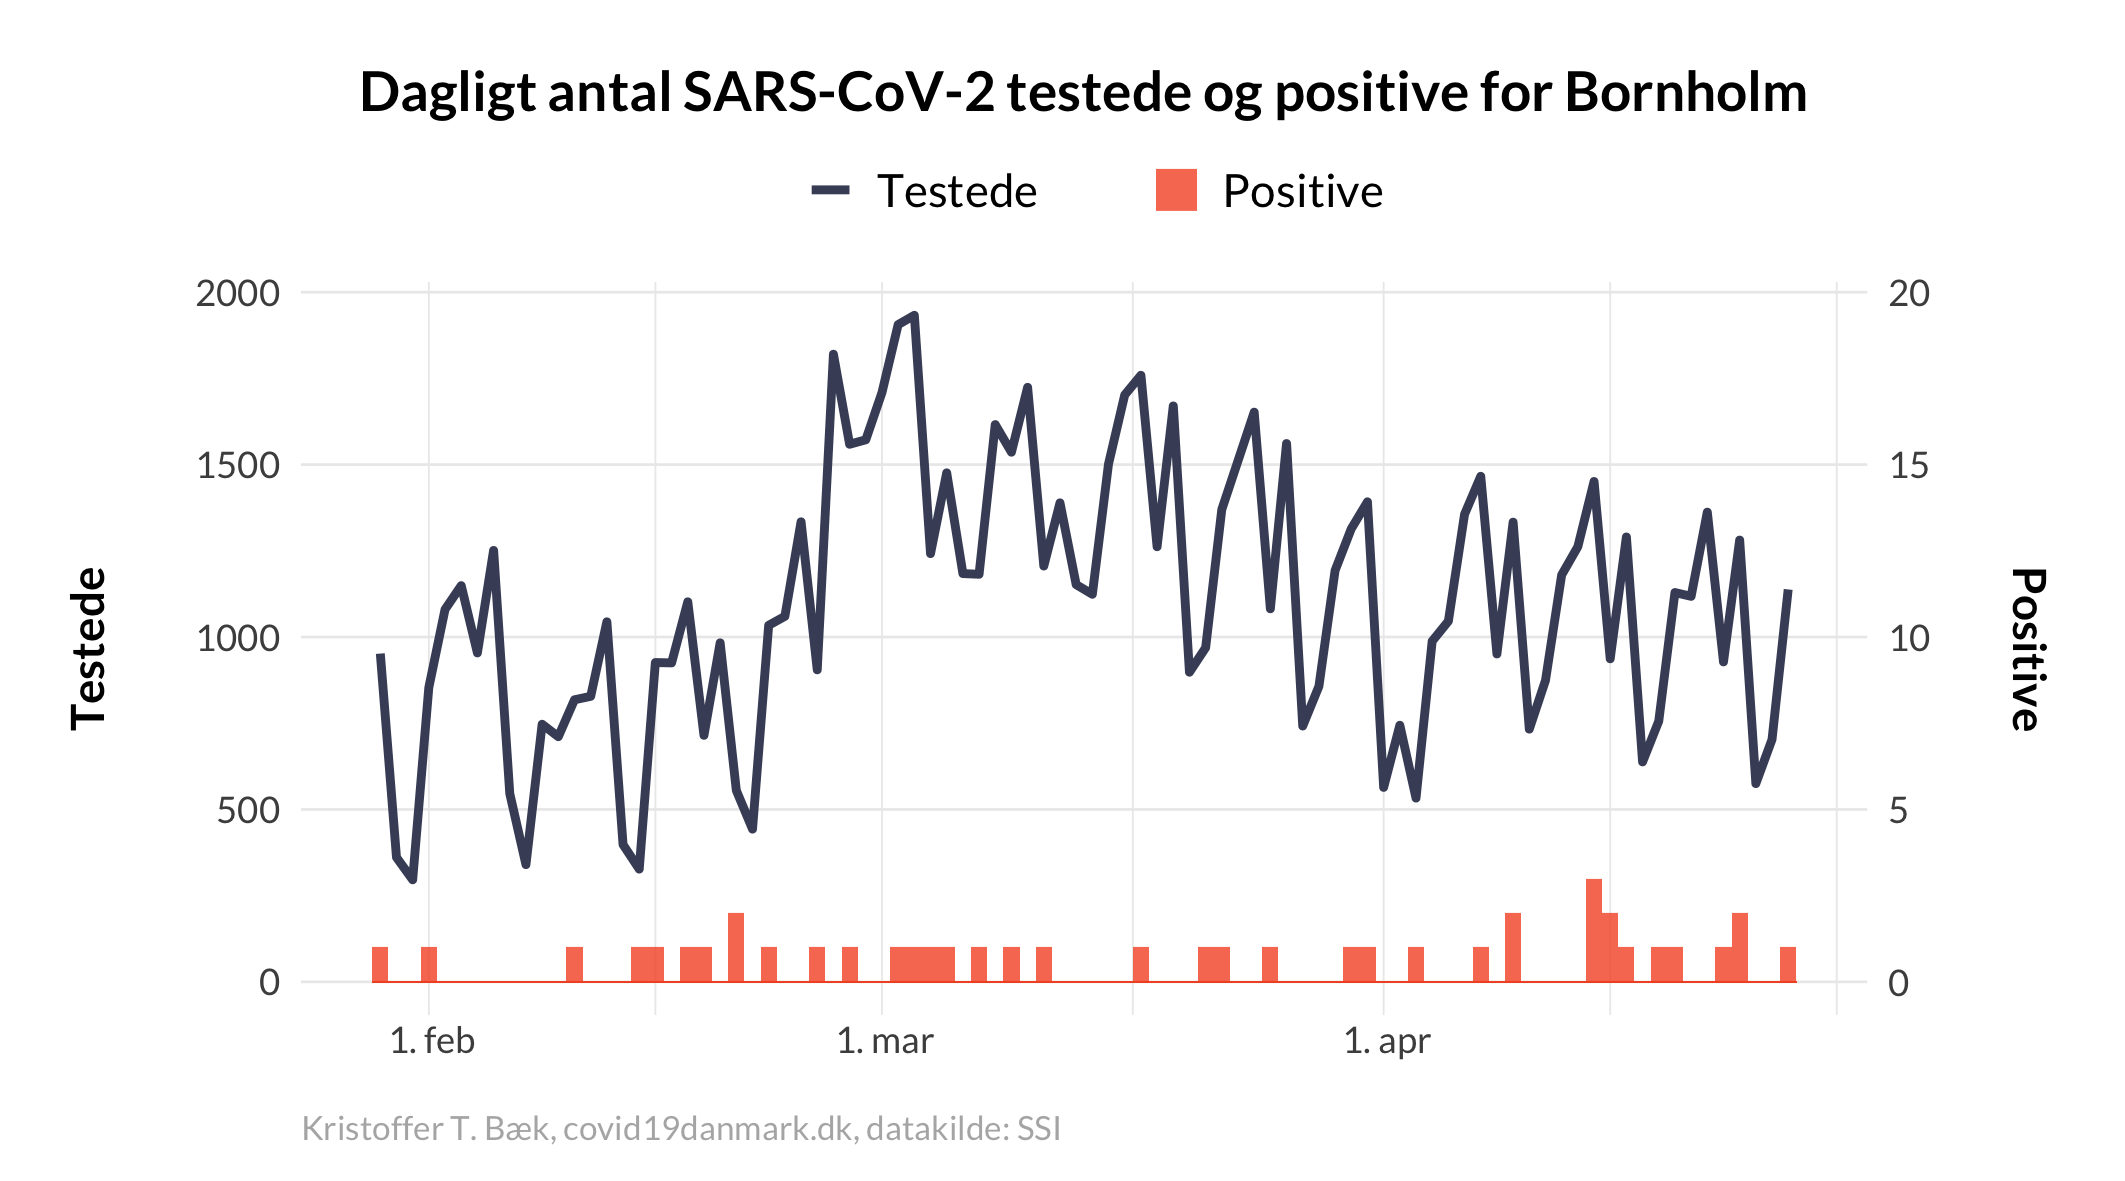 Dagligt antal SARS-CoV-2 testede og positive for Bornholm
Testede
Positive
2000
1500
1000
500
0
20
15
10
5
0
Testede
Positive
1. feb
1. mar
1. apr
Kristoffer T. Bæk, covid19danmark.dk, datakilde: SSI